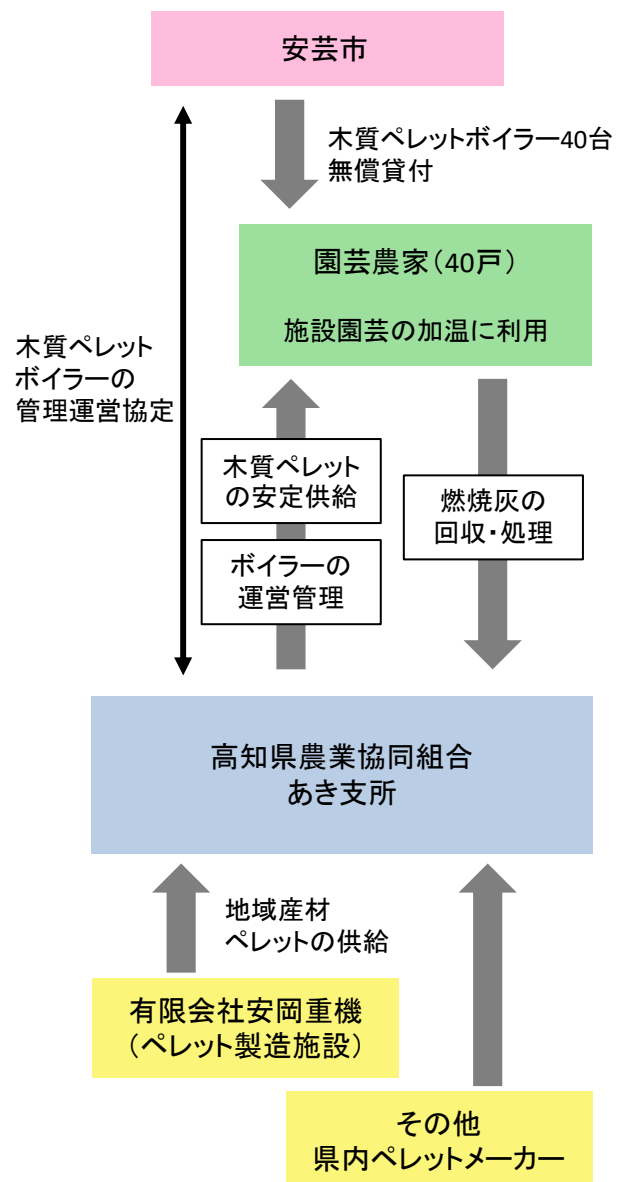 安芸市
木質ペレットボイラー40台
無償貸付
園芸農家(40戸)
施設園芸の加温に利用
木質ペレット
ボイラーの
管理運営協定
木質ペレット
の安定供給
ボイラーの
運営管理
燃焼灰の
回収・処理
高知県農業協同組合
あき支所
地域産材
ペレットの供給
有限会社安岡重機
(ペレット製造施設)
その他
県内ペレットメーカー